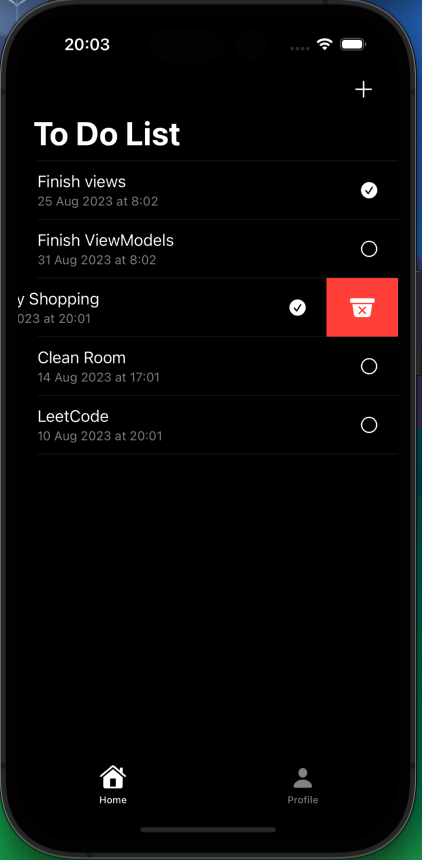 20:03
To Do List
Finish views
25 Aug 2023 at 8:02
Finish ViewModels
31 Aug 2023 at 8:02
y Shopping
023 at 20:01
Clean Room
14 Aug 2023 at 17:01
LeetCode
10 Aug 2023 at 20:01
Home
Profile